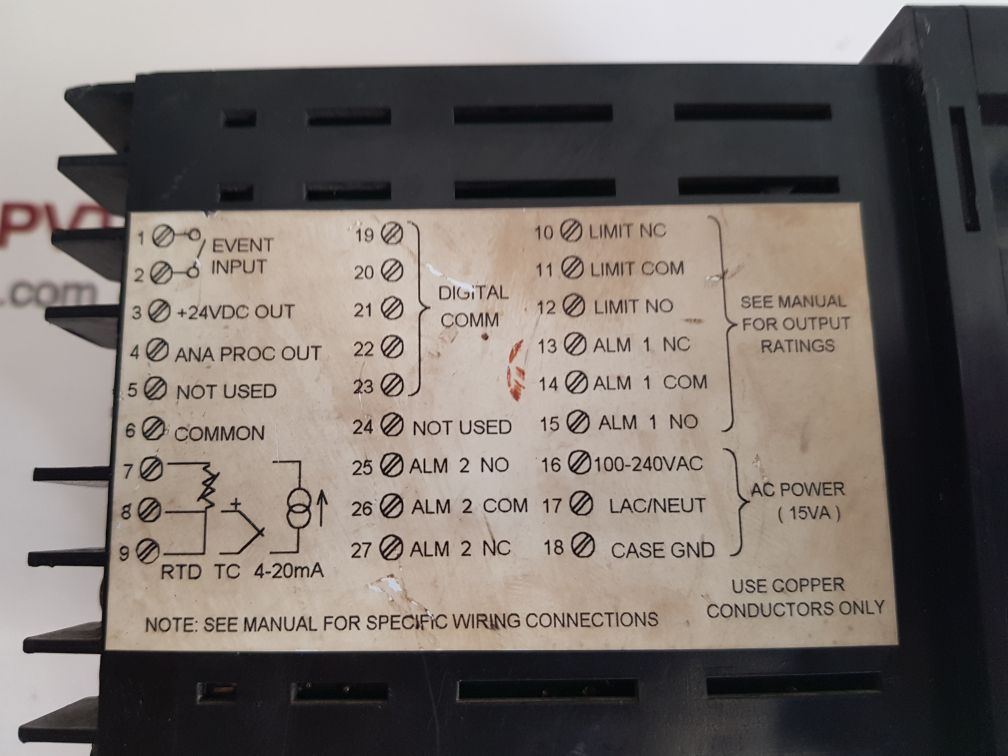 PVT
.com
1
EVENT
2
INPUT
3 +24VDC OUT
4 ANA PROC OUT
5 NOT USED
6 COMMON
7
8 +
9
RTD TC 4-20mA
19
20
21
22
23
DIGITAL
COMM
24 NOT USED
25 ALM 2 NO
26 ALM 2 COM
27 ALM 2 NC
10 LIMIT NC
11 LIMIT COM
12 LIMIT NO
13 ALM 1 NC
14 ALM 1 COM
15 ALM 1 NO
SEE MANUAL
FOR OUTPUT
RATINGS
16 100-240VAC
17 LAC/NEUT
18 CASE GND
AC POWER
( 15VA )
USE COPPER
CONDUCTORS ONLY
NOTE: SEE MANUAL FOR SPECIFIC WIRING CONNECTIONS